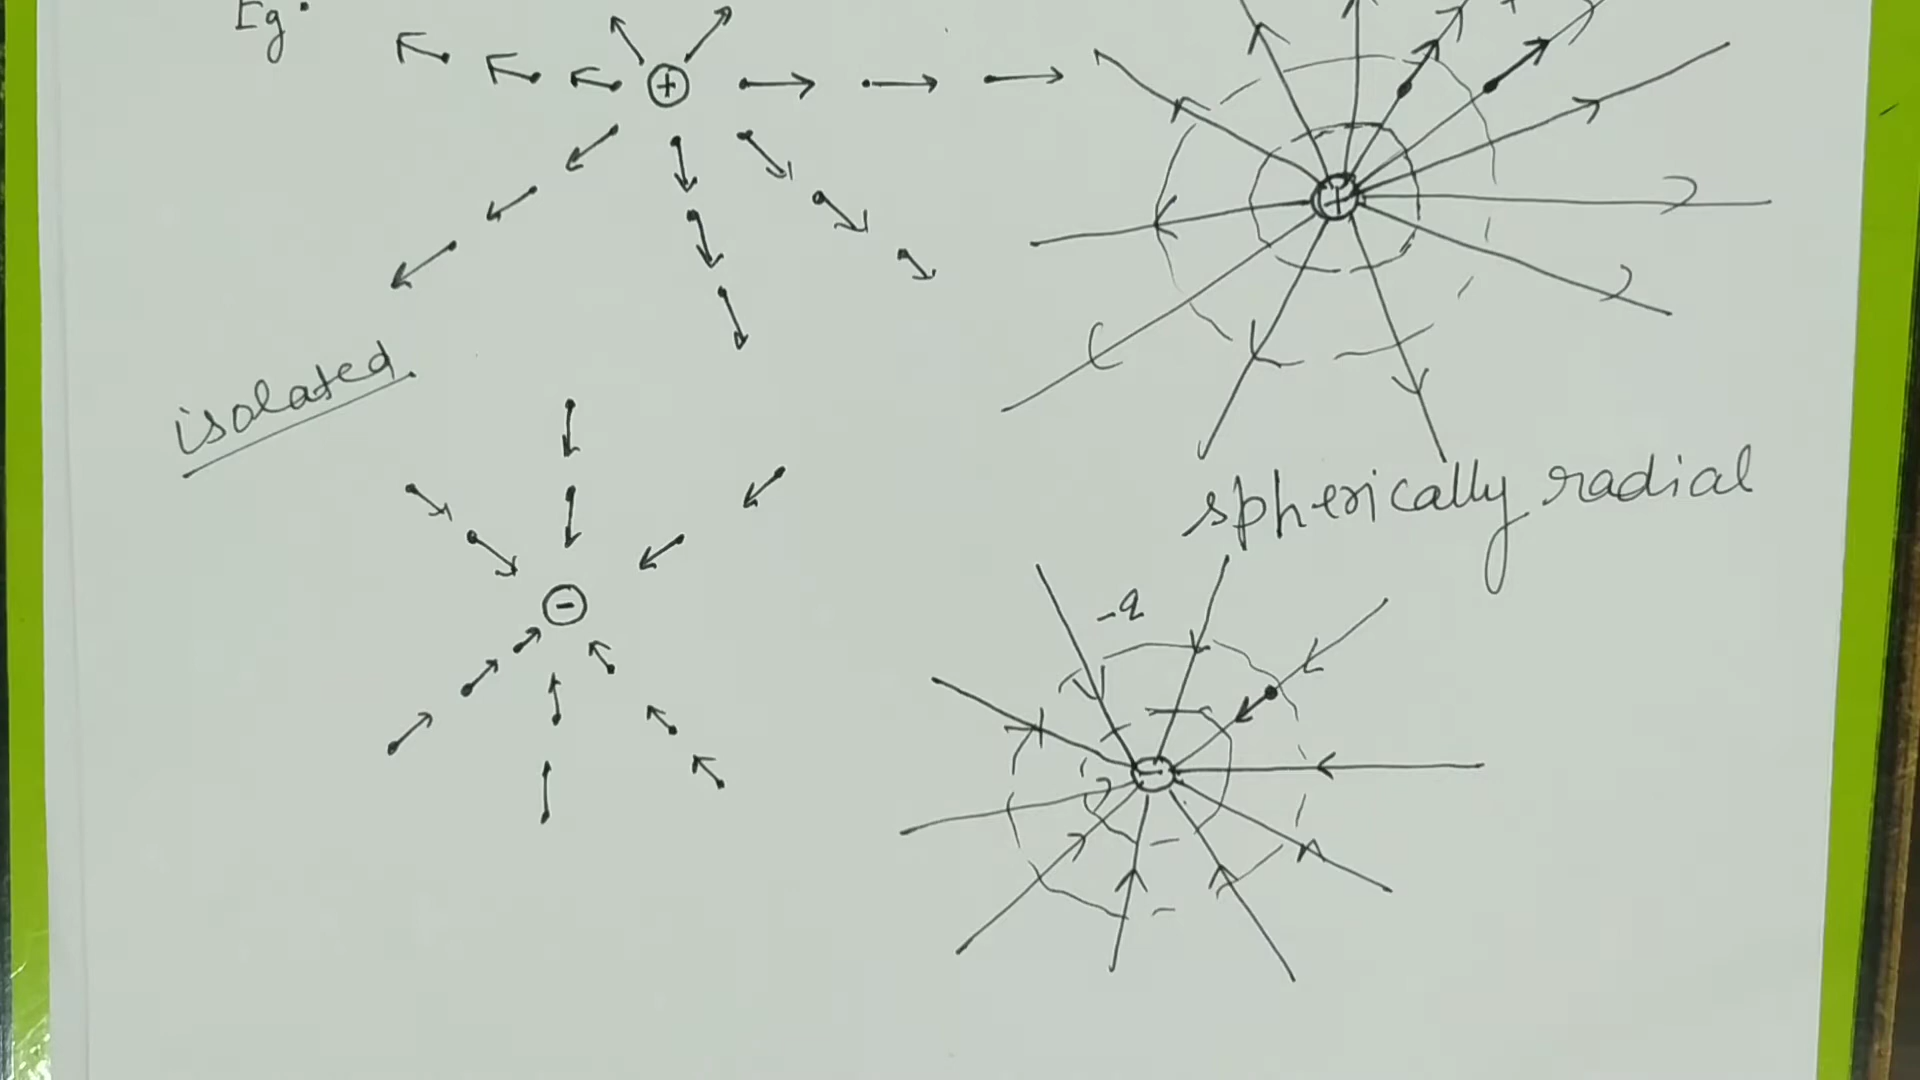 Eg:
+
+
isolated
spherically radial
-q
-
-